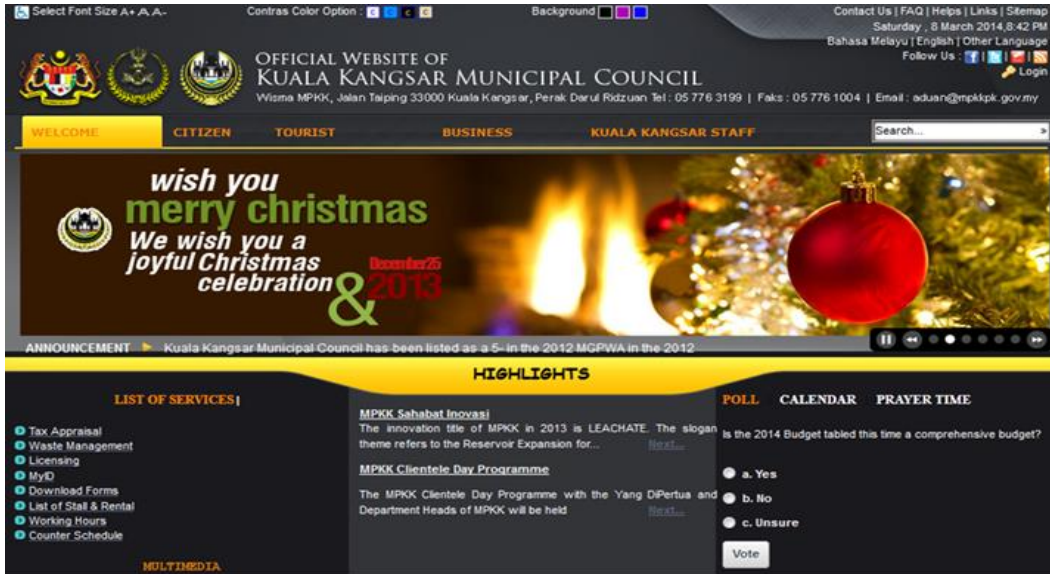 Select Font Size A+ A A-
Contras Color Option : c c c c
Background
Contact Us | FAQ | Helps | Links | Sitemap
Saturday , 8 March 2014,8:42 PM
Bahasa Melayu | English | Other Language
Follow Us :
Login
OFFICIAL WEBSITE OF
KUALA KANGSAR MUNICIPAL COUNCIL
Wisma MPKK, Jalan Taiping 33000 Kuala Kangsar, Perak Darul Ridzuan Tel : 05 776 3199 | Faks : 05 776 1004 | Email : aduan@mpkkpk.gov.my
WELCOME CITIZEN TOURIST BUSINESS KUALA KANGSAR STAFF
Search...
wish you
merry christmas
We wish you a
joyful Christmas
celebration
&
December25
2013
ANNOUNCEMENT Kuala Kangsar Municipal Council has been listed as a 5- in the 2012 MGPWA in the 2012
HIGHLIGHTS
LIST OF SERVICES|
Tax Appraisal
Waste Management
Licensing
MyID
Download Forms
List of Stall & Rental
Working Hours
Counter Schedule
MULTIMEDIA
MPKK Sahabat Inovasi
The innovation title of MPKK in 2013 is LEACHATE. The slogan
theme refers to the Reservoir Expansion for... Next...
MPKK Clientele Day Programme
The MPKK Clientele Day Programme with the Yang DiPertua and
Department Heads of MPKK will be held Next...
POLL CALENDAR PRAYER TIME
Is the 2014 Budget tabled this time a comprehensive budget?
a. Yes
b. No
c. Unsure
Vote